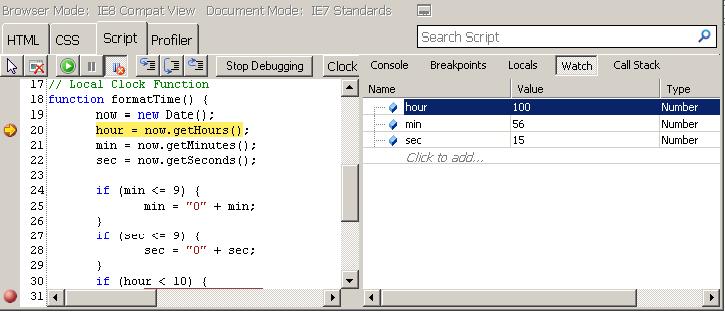 Browser Mode: IE8 Compat View Document Mode: IE7 Standards
HTML CSS Script Profiler Search Script
Stop Debugging Clock Console Breakpoints Locals Watch Call Stack
Name Value Type
hour 100 Number
min 56 Number
sec 15 Number
Click to add...
17 // Local Clock Function
18 function formatTime() {
19 now = new Date();
20 hour = now.getHours();
21 min = now.getMinutes();
22 sec = now.getSeconds();
23
24 if (min <= 9) {
25 min = "0" + min;
26 }
27 if (sec <= 9) {
28 sec = "0" + sec;
29 }
30 if (hour < 10) {
31